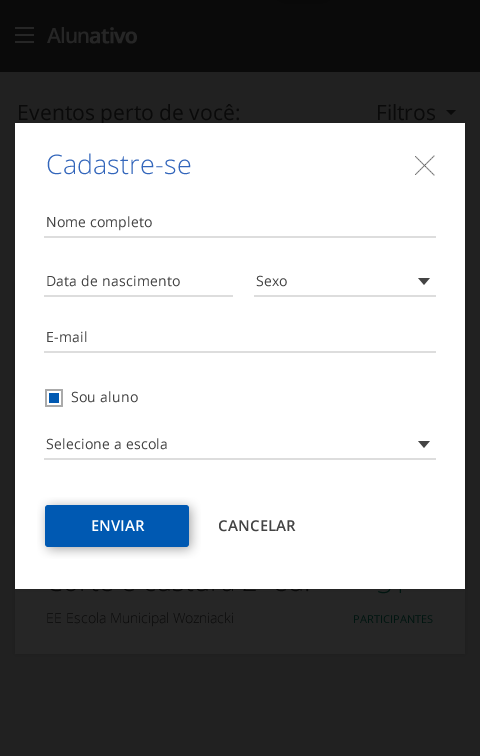 Alunativo
Eventos perto de você: Filtros
Cadastre-se
Nome completo
Data de nascimento Sexo
E-mail
Sou aluno
Selecione a escola
ENVIAR CANCELAR
EE Escola Municipal Wozniacki PARTICIPANTES